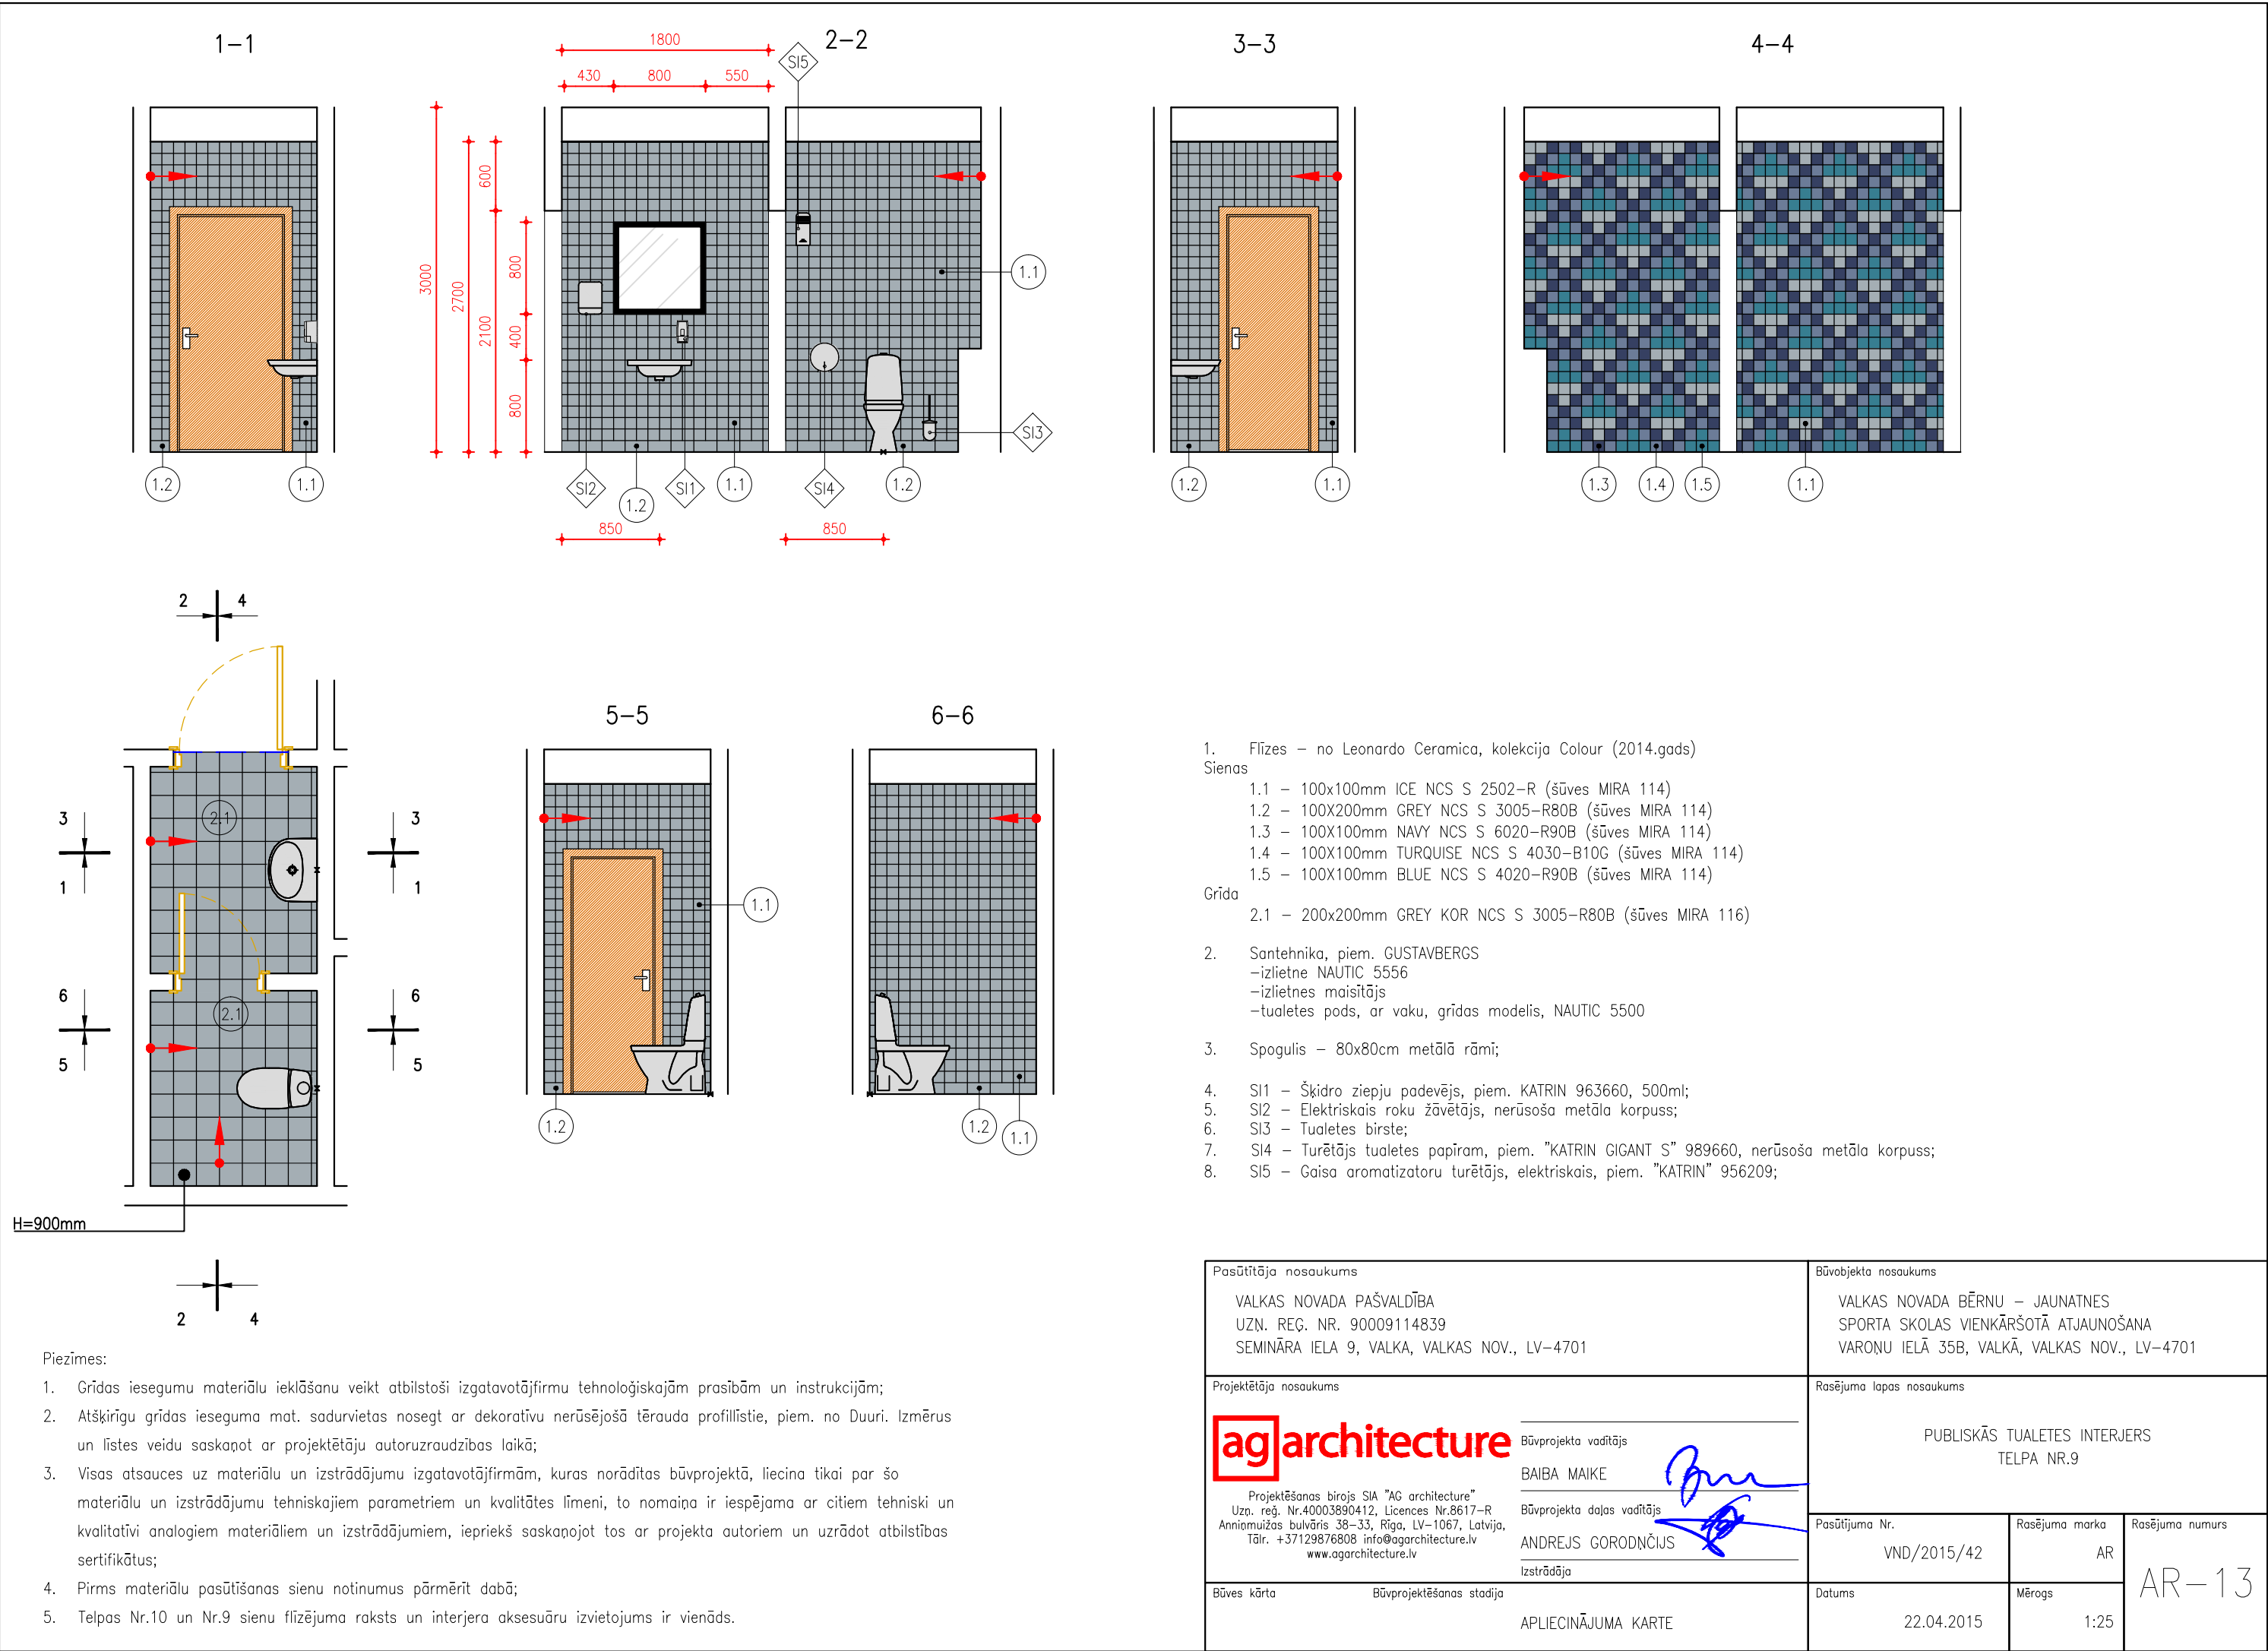 1-1
2-2
3-3
4-4
1800
430
800
550
SI5
3000
2700
600
2100
800
400
800
1.1
SI3
1.2
1.1
SI2
1.2
SI1
1.1
SI4
1.2
1.2
1.1
1.3
1.4
1.5
1.1
850
850
2
4
3
3
1
1
2.1
6
6
2.1
5
5
H=900mm
2
4
5-5
6-6
1.1
1.2
1.2
1.1
1. Flīzes - no Leonardo Ceramica, kolekcija Colour (2014.gads)
Sienas
1.1 - 100x100mm ICE NCS S 2502-R (šūves MIRA 114)
1.2 - 100X200mm GREY NCS S 3005-R80B (šūves MIRA 114)
1.3 - 100X100mm NAVY NCS S 6020-R90B (šūves MIRA 114)
1.4 - 100X100mm TURQUISE NCS S 4030-B10G (šūves MIRA 114)
1.5 - 100X100mm BLUE NCS S 4020-R90B (šūves MIRA 114)
Grīda
2.1 - 200x200mm GREY KOR NCS S 3005-R80B (šūves MIRA 116)
2. Santehnika, piem. GUSTAVBERGS
-izlietne NAUTIC 5556
-izlietnes maisītājs
-tualetes pods, ar vaku, grīdas modelis, NAUTIC 5500
3. Spogulis - 80x80cm metālā rāmī;
4. SI1 - Šķidro ziepju padevējs, piem. KATRIN 963660, 500ml;
5. SI2 - Elektriskais roku žāvētājs, nerūsoša metāla korpuss;
6. SI3 - Tualetes birste;
7. SI4 - Turētājs tualetes papīram, piem. "KATRIN GIGANT S" 989660, nerūsoša metāla korpuss;
8. SI5 - Gaisa aromatizatoru turētājs, elektriskais, piem. "KATRIN" 956209;
Piezīmes:
1. Grīdas iesegumu materiālu ieklāšanu veikt atbilstoši izgatavotājfirmu tehnoloģiskajām prasībām un instrukcijām;
2. Atšķirīgu grīdas ieseguma mat. sadurvietas nosegt ar dekoratīvu nerūsējošā tērauda profillīstie, piem. no Duuri. Izmērus
un līstes veidu saskaņot ar projektētāju autoruzraudzības laikā;
3. Visas atsauces uz materiālu un izstrādājumu izgatavotājfirmām, kuras norādītas būvprojektā, liecina tikai par šo
materiālu un izstrādājumu tehniskajiem parametriem un kvalitātes līmeni, to nomaiņa ir iespējama ar citiem tehniski un
kvalitatīvi analogiem materiāliem un izstrādājumiem, iepriekš saskaņojot tos ar projekta autoriem un uzrādot atbilstības
sertifikātus;
4. Pirms materiālu pasūtīšanas sienu notinumus pārmērīt dabā;
5. Telpas Nr.10 un Nr.9 sienu flīzējuma raksts un interjera aksesuāru izvietojums ir vienāds.
Pasūtītāja nosaukums
VALKAS NOVADA PAŠVALDĪBA
UZŅ. REĢ. NR. 90009114839
SEMINĀRA IELA 9, VALKA, VALKAS NOV., LV-4701
Būvobjekta nosaukums
VALKAS NOVADA BĒRNU - JAUNATNES
SPORTA SKOLAS VIENKĀRŠOTĀ ATJAUNOŠANA
VAROŅU IELĀ 35B, VALKĀ, VALKAS NOV., LV-4701
Projektētāja nosaukums
ag architecture
Projektēšanas birojs SIA "AG architecture"
Uzņ. reģ. Nr.40003890412, Licences Nr.8617-R
Anniņmuižas bulvāris 38-33, Rīga, LV-1067, Latvija,
Tālr. +37129876808 info@agarchitecture.lv
www.agarchitecture.lv
Būvprojekta vadītājs
BAIBA MAIKE
Būvprojekta daļas vadītājs
ANDREJS GORODŅČIJS
Izstrādāja
Rasējuma lapas nosaukums
PUBLISKĀS TUALETES INTERJERS
TELPA NR.9
Pasūtījuma Nr.
VND/2015/42
Rasējuma marka
AR
Rasējuma numurs
AR-13
Būves kārta
Būvprojektēšanas stadija
APLIECINĀJUMA KARTE
Datums
22.04.2015
Mērogs
1:25